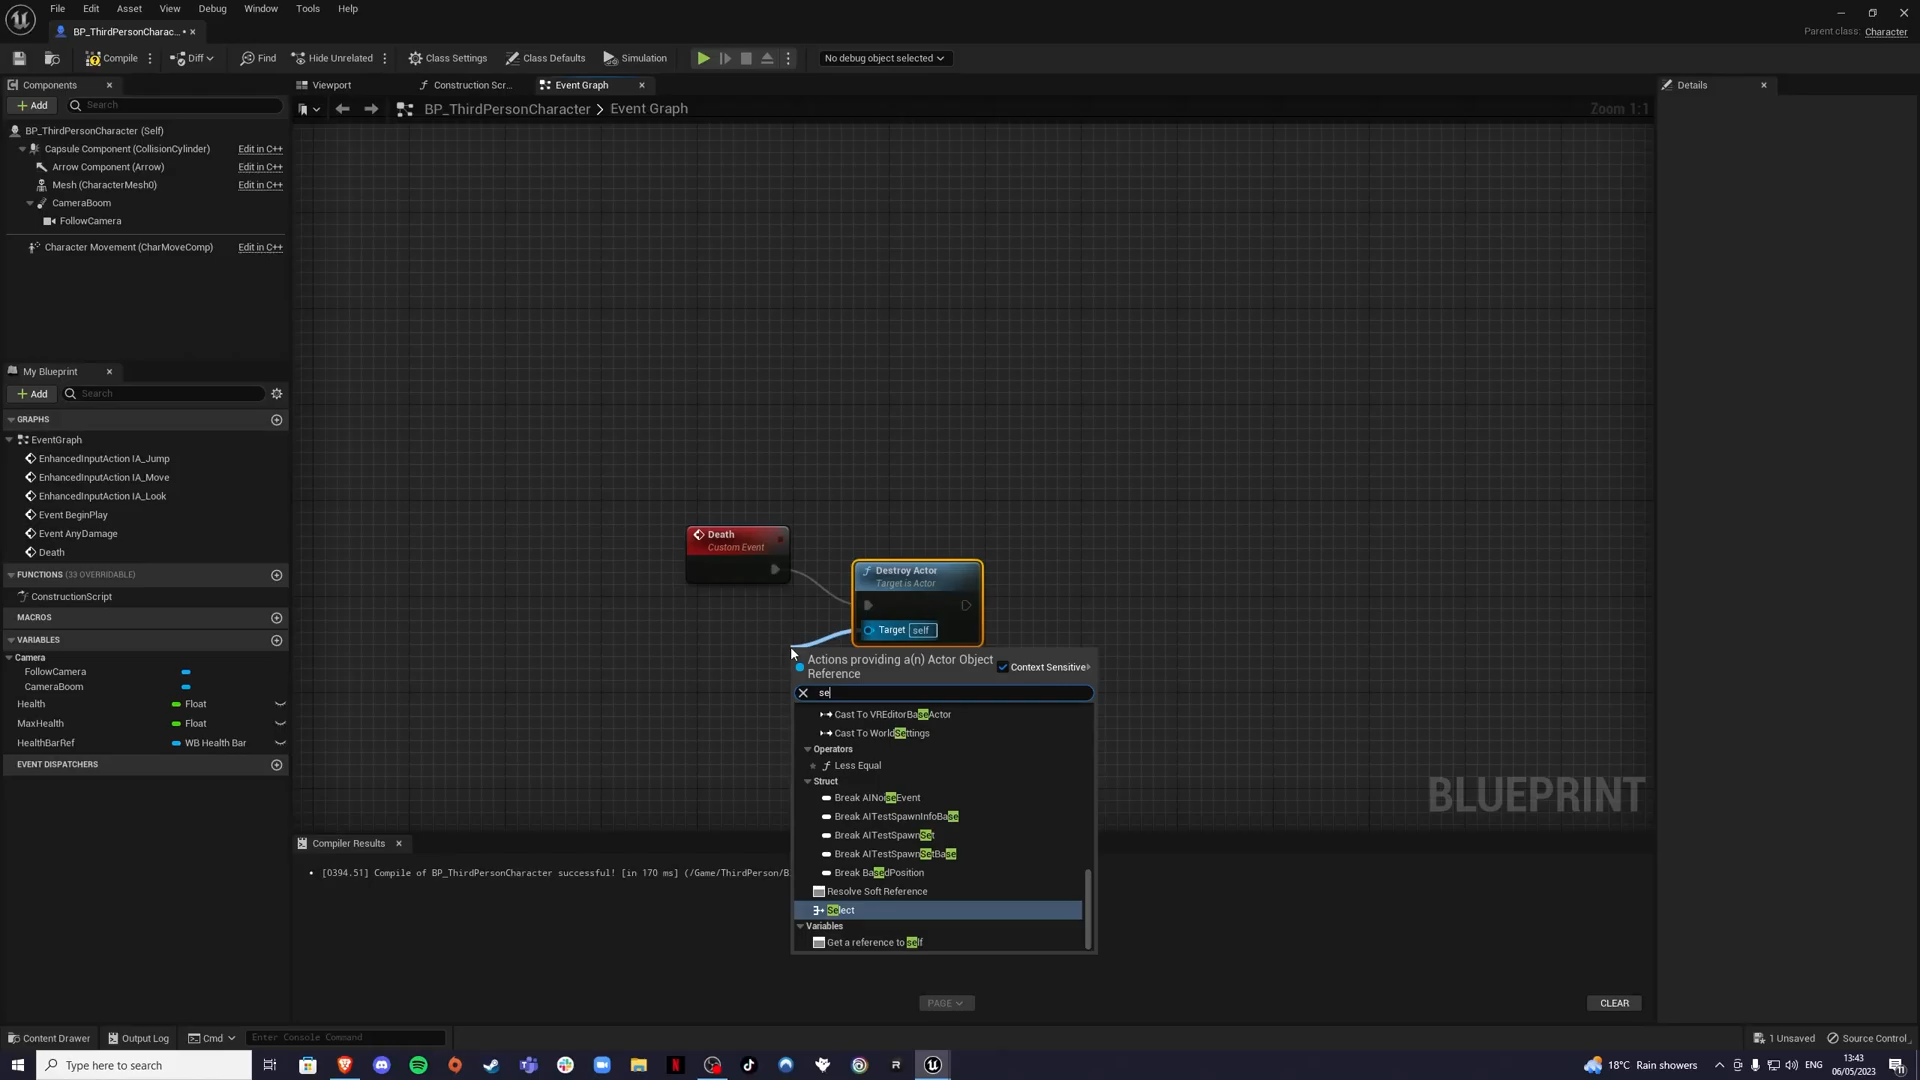 File Edit Asset View Debug Window Tools Help
BP_ThirdPersonCharac... •
Parent class: Character
Compile Diff Find Hide Unrelated Class Settings Class Defaults Simulation No debug object selected
Components
Viewport Construction Scr... Event Graph
Details
Add Search
BP_ThirdPersonCharacter > Event Graph
Zoom 1:1
BP_ThirdPersonCharacter (Self)
Capsule Component (CollisionCylinder) Edit in C++
Arrow Component (Arrow) Edit in C++
Mesh (CharacterMesh0) Edit in C++
CameraBoom
FollowCamera
Character Movement (CharMoveComp) Edit in C++
My Blueprint
Add Search
GRAPHS
EventGraph
EnhancedInputAction IA_Jump
EnhancedInputAction IA_Move
EnhancedInputAction IA_Look
Event BeginPlay
Event AnyDamage
Death
FUNCTIONS (33 OVERRIDABLE)
ConstructionScript
MACROS
VARIABLES
Camera
FollowCamera
CameraBoom
Health Float
MaxHealth Float
HealthBarRef WB Health Bar
EVENT DISPATCHERS
Death
Custom Event
Destroy Actor
Target is Actor
Target self
Actions providing a(n) Actor Object
Reference
Context Sensitive
se
Cast To VREditorBaseActor
Cast To WorldSettings
Operators
Less Equal
Struct
Break AINoiseEvent
Break AITestSpawnInfoBase
Break AITestSpawnSet
Break AITestSpawnSetBase
Break BasedPosition
Resolve Soft Reference
Select
Variables
Get a reference to self
BLUEPRINT
Compiler Results
[0394.51] Compile of BP_ThirdPersonCharacter successful! [in 170 ms] (/Game/ThirdPerson/B
PAGE
CLEAR
Content Drawer Output Log Cmd Enter Console Command
1 Unsaved Source Control
Type here to search
18°C Rain showers
ENG
13:43
06/05/2023